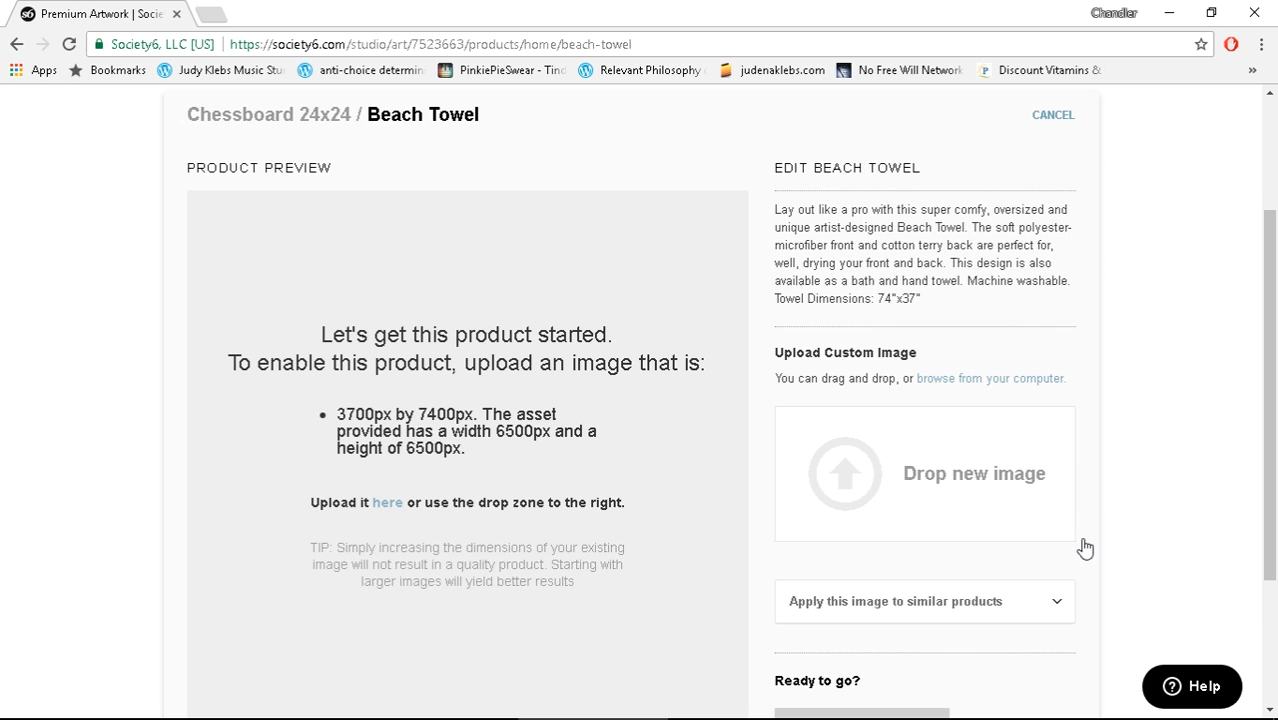 Premium Artwork | Socie
Chandler
Society6, LLC [US]
https://society6.com/studio/art/7523663/products/home/beach-towel
Apps
Bookmarks
Judy Klebs Music Stu
anti-choice determin
PinkiePieSwear - Tind
Relevant Philosophy
judenaklebs.com
No Free Will Network
Discount Vitamins &
»
Chessboard 24x24 / Beach Towel
CANCEL
PRODUCT PREVIEW
Let's get this product started.
To enable this product, upload an image that is:
• 3700px by 7400px. The asset
provided has a width 6500px and a
height of 6500px.
Upload it here or use the drop zone to the right.
TIP: Simply increasing the dimensions of your existing
image will not result in a quality product. Starting with
larger images will yield better results
EDIT BEACH TOWEL
Lay out like a pro with this super comfy, oversized and
unique artist-designed Beach Towel. The soft polyester-
microfiber front and cotton terry back are perfect for,
well, drying your front and back. This design is also
available as a bath and hand towel. Machine washable.
Towel Dimensions: 74"x37"
Upload Custom Image
You can drag and drop, or browse from your computer.
Drop new image
Apply this image to similar products
Ready to go?
Help